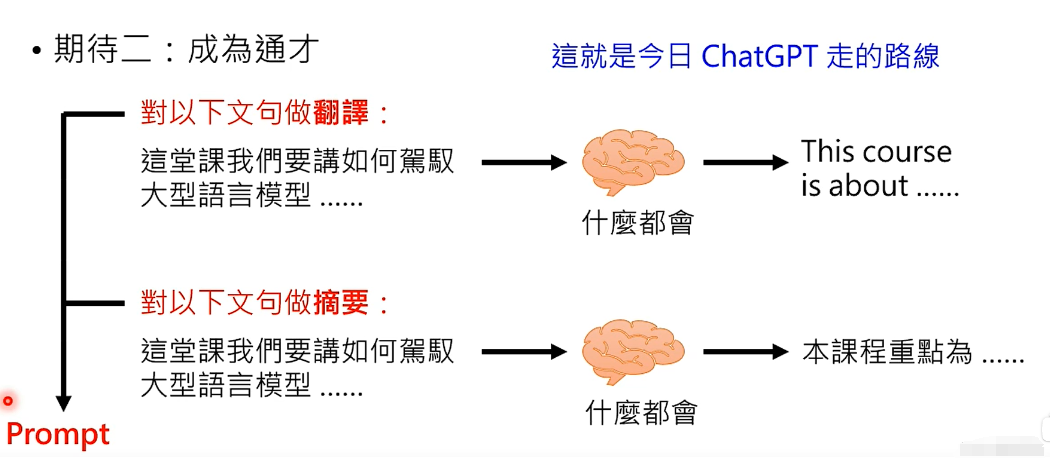 • 期待二：成為通才
這就是今日 ChatGPT 走的路線
對以下文句做翻譯：
這堂課我們要講如何駕馭
大型語言模型 ......
什麼都會
This course
is about ......
對以下文句做摘要：
這堂課我們要講如何駕馭
大型語言模型 ......
什麼都會
本課程重點為 ......
Prompt